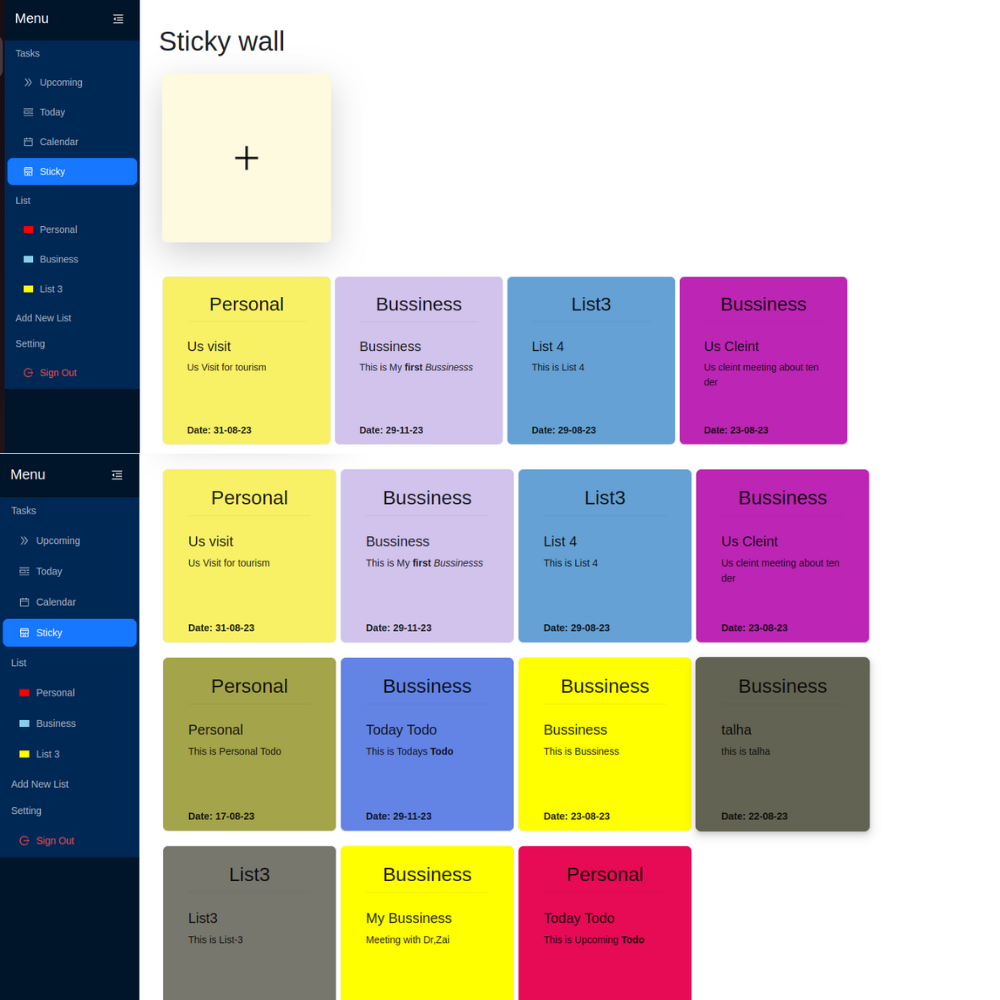 Menu
Tasks
Upcoming
Today
Calendar
Sticky
List
Personal
Business
List 3
Add New List
Setting
Sign Out
Sticky wall
Personal
Us visit
Us Visit for tourism
Date: 31-08-23
Bussiness
Bussiness
This is My first Bussinesss
Date: 29-11-23
List3
List 4
This is List 4
Date: 29-08-23
Bussiness
Us Cleint
Us cleint meeting about ten
der
Date: 23-08-23
Menu
Tasks
Upcoming
Today
Calendar
Sticky
List
Personal
Business
List 3
Add New List
Setting
Sign Out
Personal
Us visit
Us Visit for tourism
Date: 31-08-23
Bussiness
Bussiness
This is My first Bussinesss
Date: 29-11-23
List3
List 4
This is List 4
Date: 29-08-23
Bussiness
Us Cleint
Us cleint meeting about ten
der
Date: 23-08-23
Personal
Personal
This is Personal Todo
Date: 17-08-23
Bussiness
Today Todo
This is Todays Todo
Date: 29-11-23
Bussiness
Bussiness
This is Bussiness
Date: 23-08-23
Bussiness
talha
this is talha
Date: 22-08-23
List3
List3
This is List-3
Bussiness
My Bussiness
Meeting with Dr,Zai
Personal
Today Todo
This is Upcoming Todo